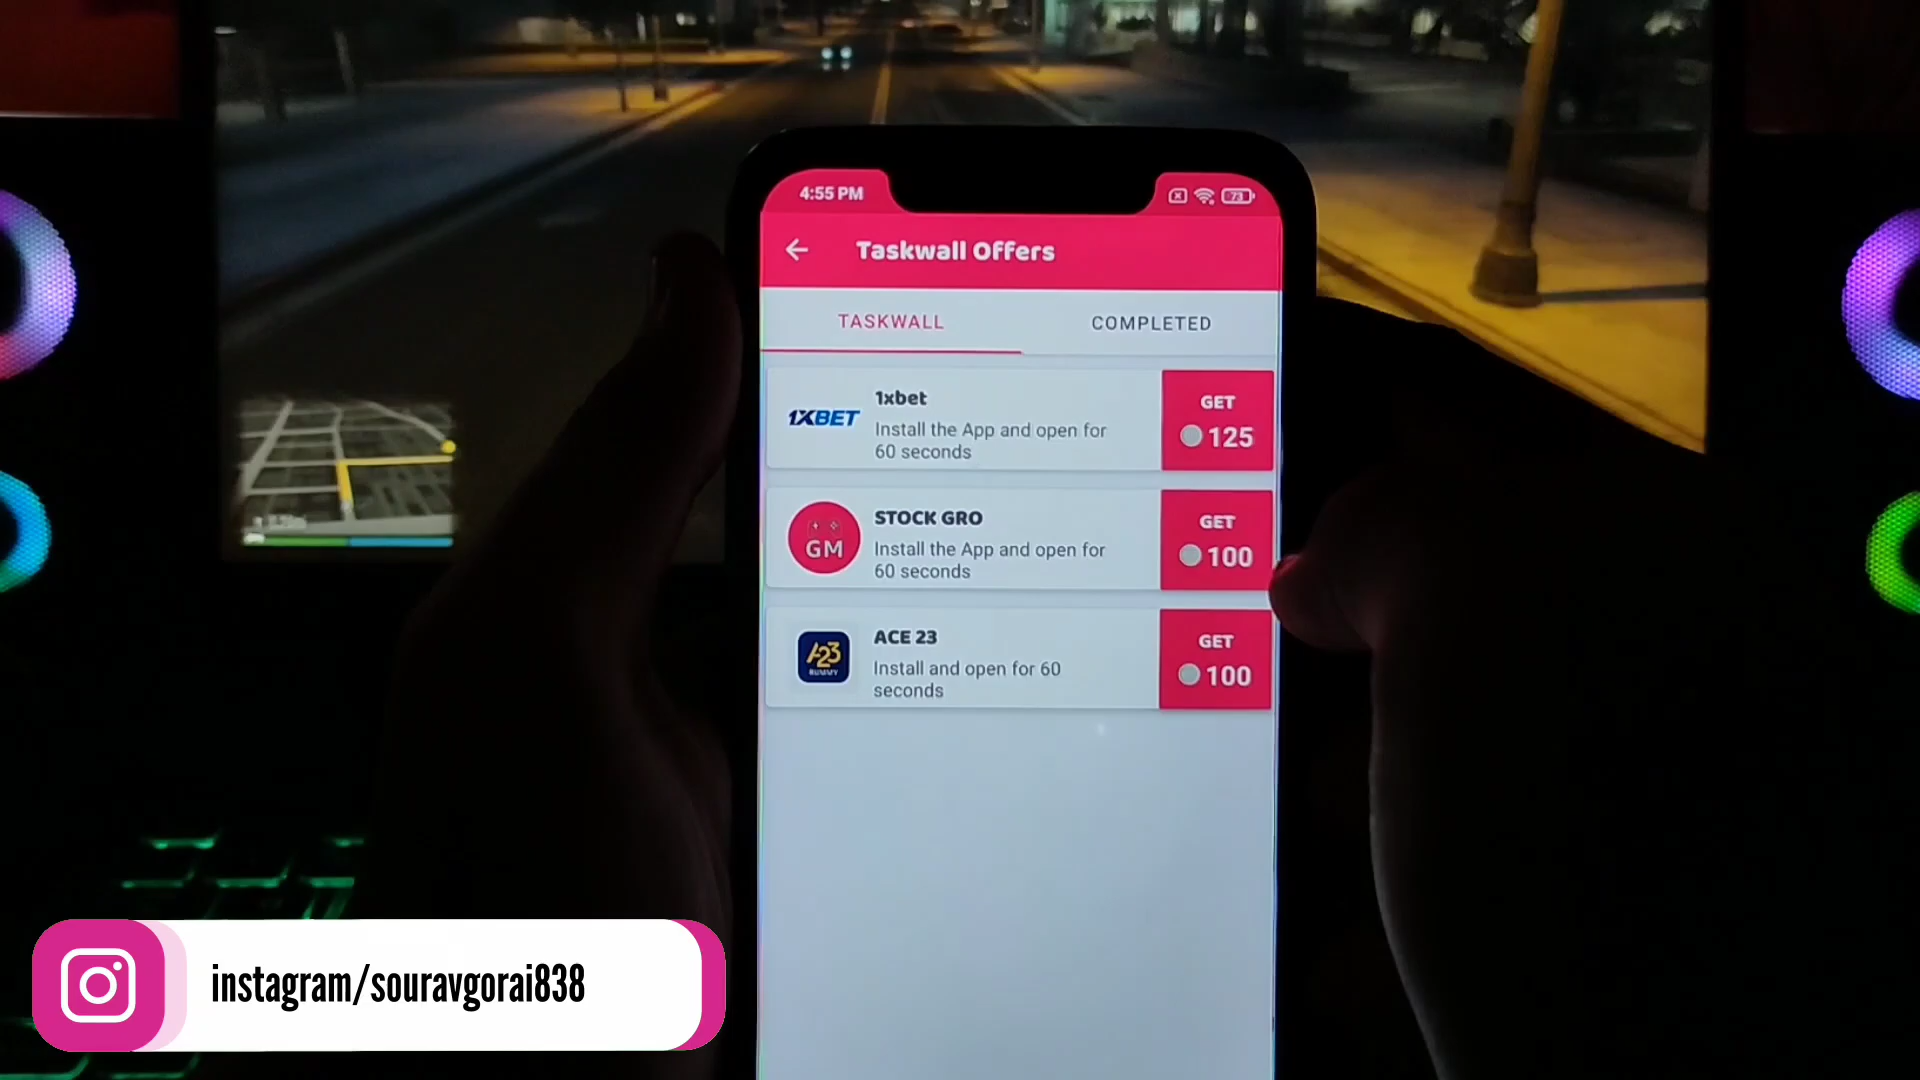 4:55 PM
73
Taskwall Offers
TASKWALL
COMPLETED
1XBET
1xbet
Install the App and open for
60 seconds
GET
125
GM
STOCK GRO
Install the App and open for
60 seconds
GET
100
A23
RUMMY
ACE 23
Install and open for 60
seconds
GET
100
instagram/souravgorai838